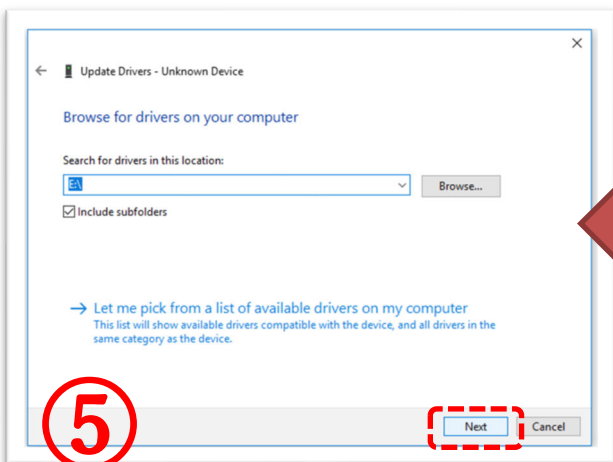 Update Drivers - Unknown Device
Browse for drivers on your computer
Search for drivers in this location:
E:\
Browse...
Include subfolders
Let me pick from a list of available drivers on my computer
This list will show available drivers compatible with the device, and all drivers in the
same category as the device.
⑤
Next
Cancel